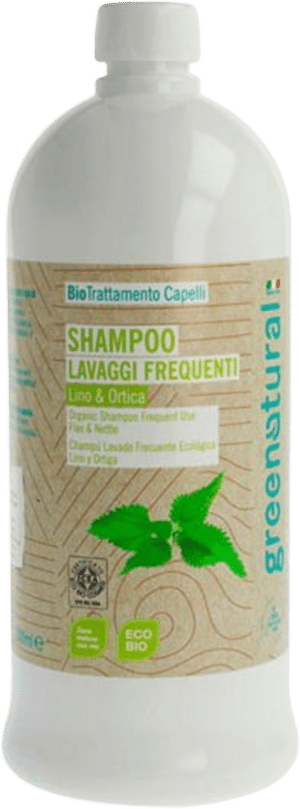 BioTrattamento Capelli
SHAMPOO
LAVAGGI FREQUENTI
Lino & Ortica
Organic Shampoo Frequent Use
Flax & Nettle
Champú Lavado Frecuente Ecológico
Lino y Ortiga
greenatural
ECO
BIO